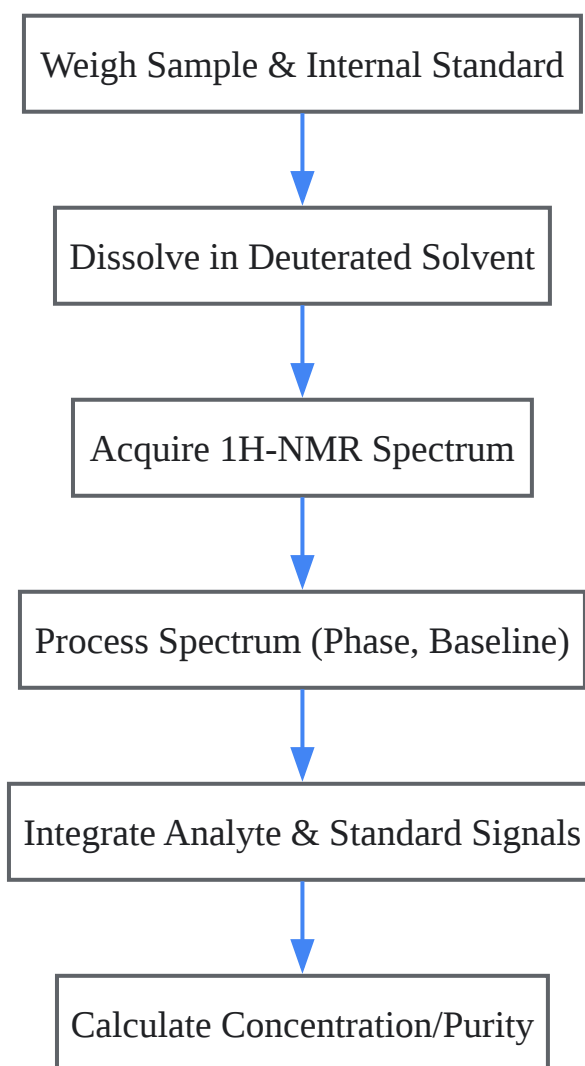 Weigh Sample & Internal Standard
Dissolve in Deuterated Solvent
Acquire 1H-NMR Spectrum
Process Spectrum (Phase, Baseline)
Integrate Analyte & Standard Signals
Calculate Concentration/Purity